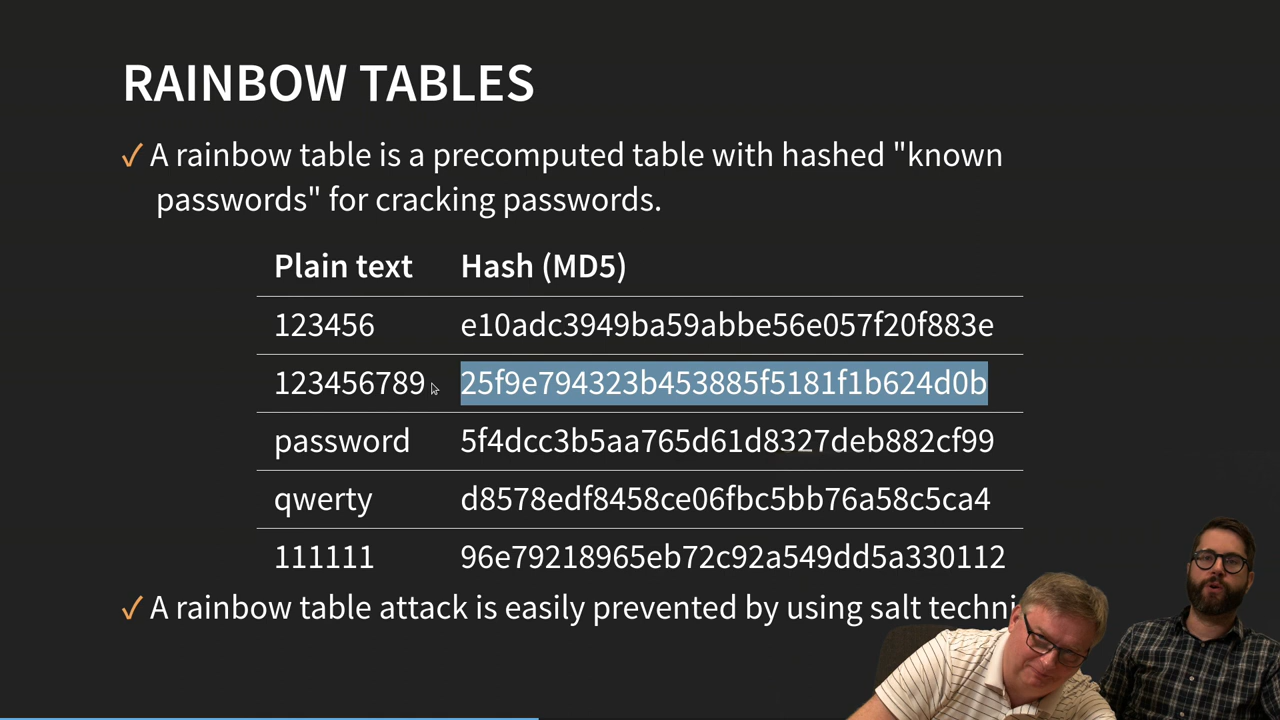 RAINBOW TABLES
✓ A rainbow table is a precomputed table with hashed "known
passwords" for cracking passwords.
Plain text Hash (MD5)
123456 e10adc3949ba59abbe56e057f20f883e
123456789 25f9e794323b453885f5181f1b624d0b
password 5f4dcc3b5aa765d61d8327deb882cf99
qwerty d8578edf8458ce06fbc5bb76a58c5ca4
111111 96e79218965eb72c92a549dd5a330112
✓ A rainbow table attack is easily prevented by using salt